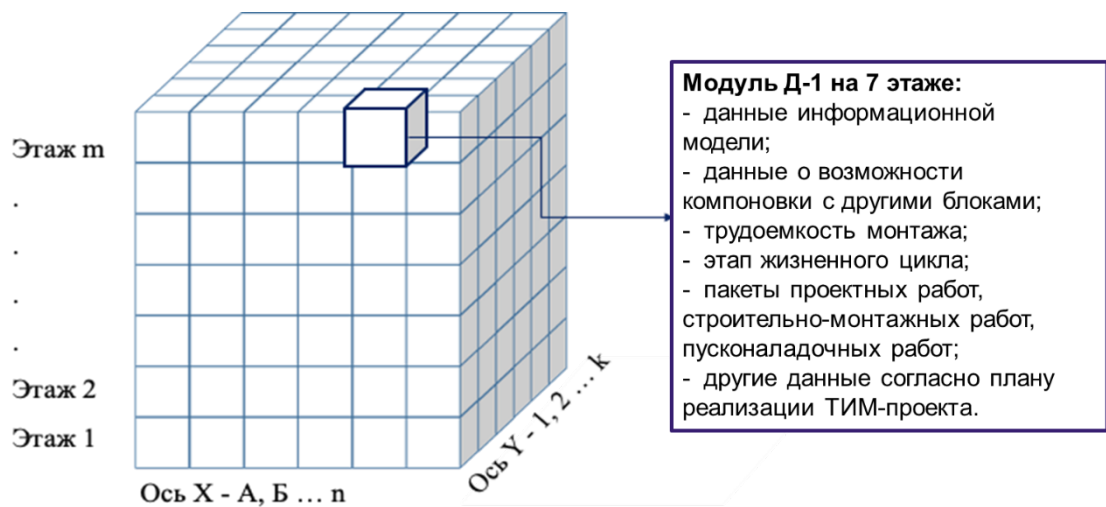 Этаж m
.
.
.
.
Этаж 2
Этаж 1
Ось X - А, Б ... n
Ось Y - 1, 2 ... k
Модуль Д-1 на 7 этаже:
- данные информационной
модели;
- данные о возможности
компоновки с другими блоками;
- трудоемкость монтажа;
- этап жизненного цикла;
- пакеты проектных работ,
строительно-монтажных работ,
пусконаладочных работ;
- другие данные согласно плану
реализации ТИМ-проекта.